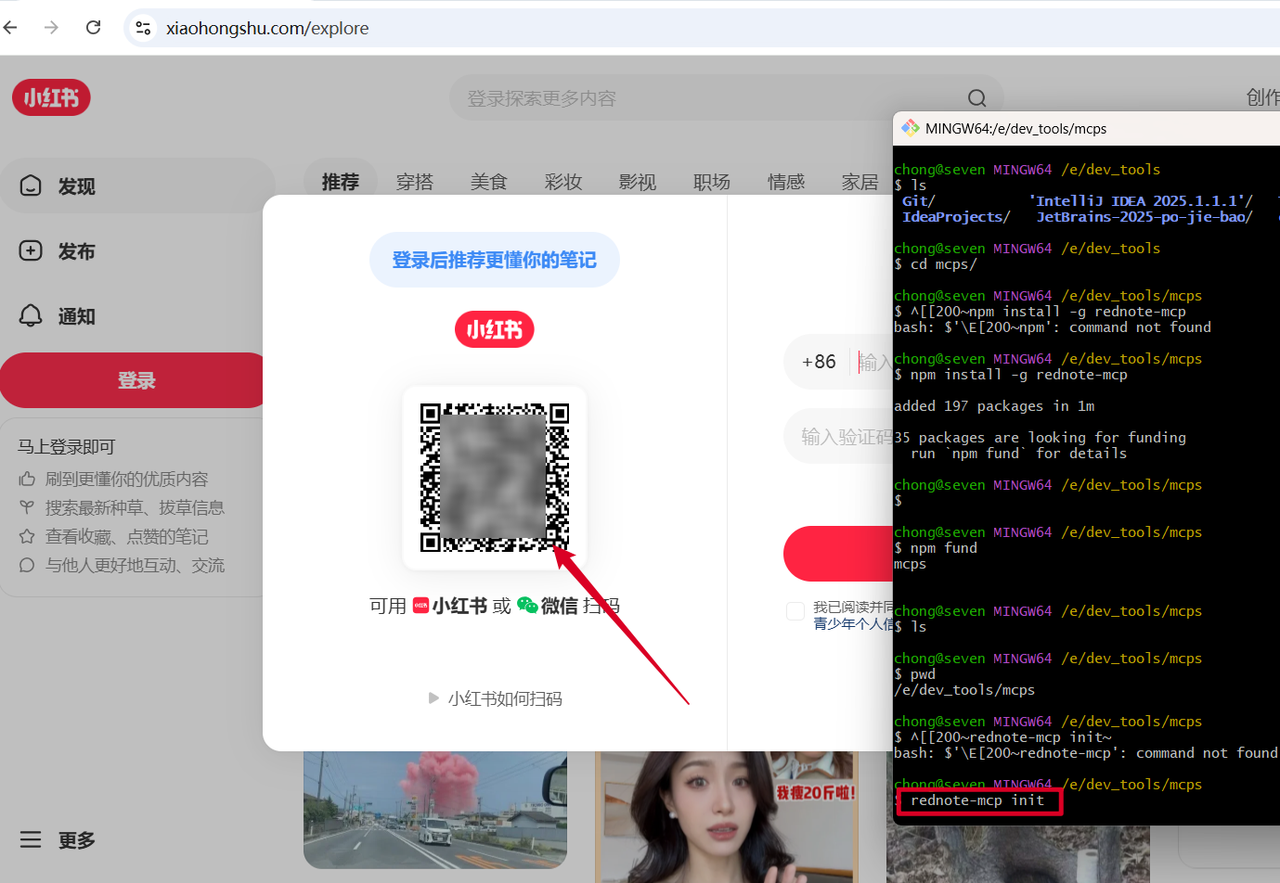 xiaohongshu.com/explore
小红书
登录探索更多内容
创作
发现
发布
通知
登录
马上登录即可
刷到更懂你的优质内容
搜索最新种草、拔草信息
查看收藏、点赞的笔记
与他人更好地互动、交流
更多
推荐 穿搭 美食 彩妆 影视 职场 情感 家居
登录后推荐更懂你的笔记
小红书
可用 小红书 或 微信 扫码
小红书如何扫码
+86 输入
输入验证码
我已阅读并同
青少年个人信
我瘦20斤啦!
MINGW64:/e/dev_tools/mcps
chong@seven MINGW64 /e/dev_tools
$ ls
Git/ 'IntelliJ IDEA 2025.1.1.1'/
IdeaProjects/ JetBrains-2025-po-jie-bao/
chong@seven MINGW64 /e/dev_tools
$ cd mcps/
chong@seven MINGW64 /e/dev_tools/mcps
$ ^[[200~npm install -g rednote-mcp
bash: $'\E[200~npm': command not found
chong@seven MINGW64 /e/dev_tools/mcps
$ npm install -g rednote-mcp
added 197 packages in 1m
35 packages are looking for funding
run `npm fund` for details
chong@seven MINGW64 /e/dev_tools/mcps
$
chong@seven MINGW64 /e/dev_tools/mcps
$ npm fund
mcps
chong@seven MINGW64 /e/dev_tools/mcps
$ ls
chong@seven MINGW64 /e/dev_tools/mcps
$ pwd
/e/dev_tools/mcps
chong@seven MINGW64 /e/dev_tools/mcps
$ ^[[200~rednote-mcp init~
bash: $'\E[200~rednote-mcp': command not found
chong@seven MINGW64 /e/dev_tools/mcps
rednote-mcp init